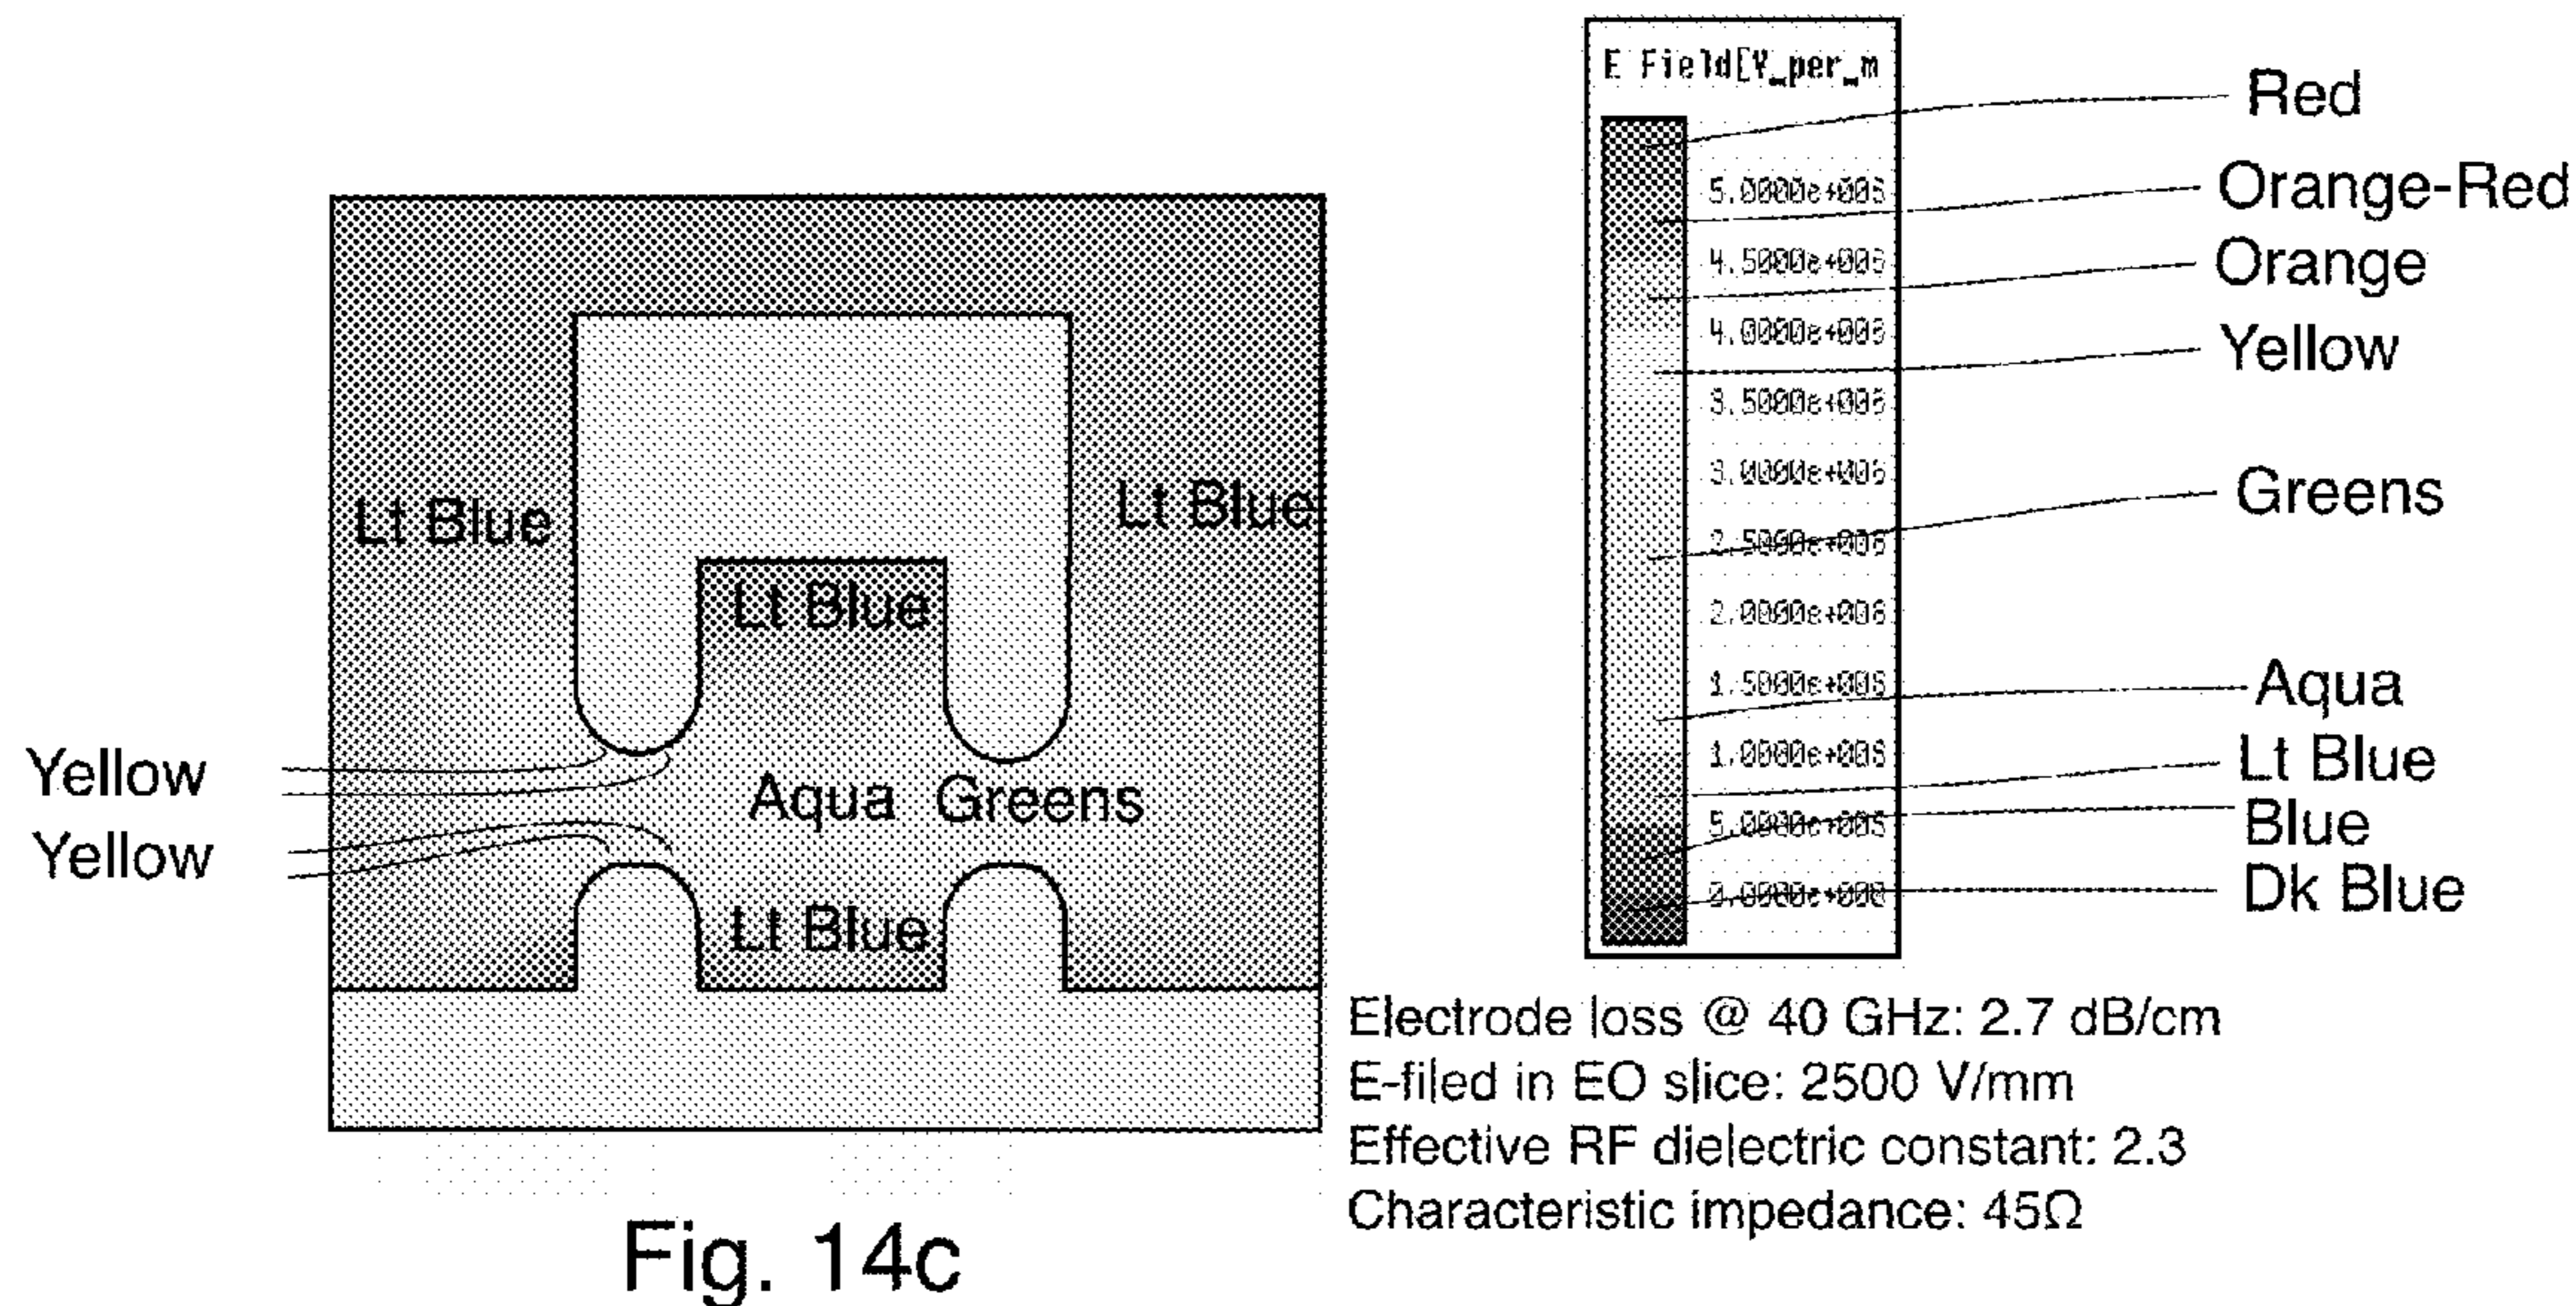 E Field[V_per_m
Red
Orange-Red
Orange
Yellow
Greens
Aqua
Lt Blue
Blue
Dk Blue
5.0000e+006
4.5000e+006
4.0000e+006
3.5000e+006
3.0000e+006
2.5000e+006
2.0000e+006
1.5000e+006
1.0000e+006
5.0000e+005
0.0000e+000
Lt Blue
Lt Blue
Lt Blue
Yellow
Aqua
Greens
Yellow
Lt Blue
Electrode loss @ 40 GHz: 2.7 dB/cm
E-filed in EO slice: 2500 V/mm
Effective RF dielectric constant: 2.3
Characteristic impedance: 45Ω
Fig. 14c